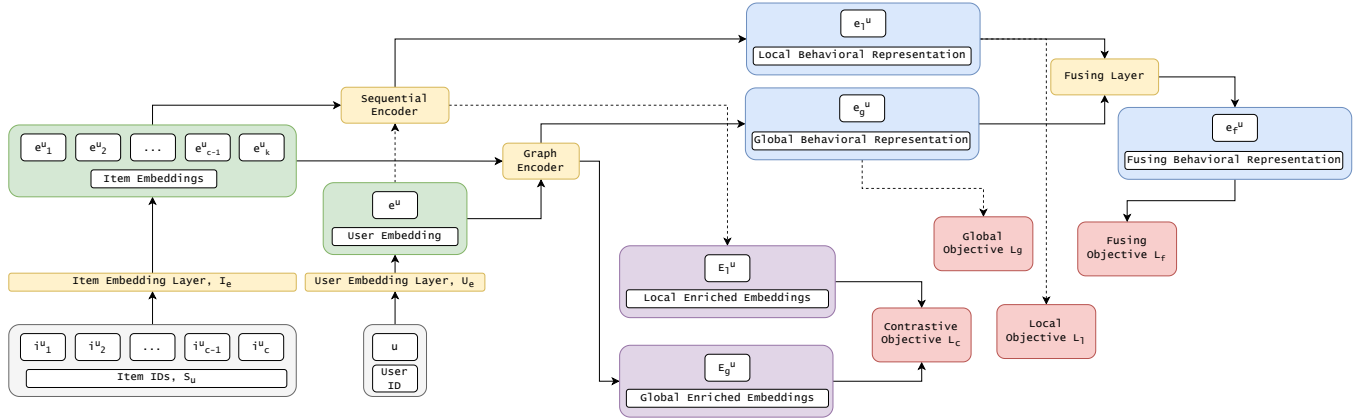 e_l^u
Local Behavioral Representation
Fusing Layer
Sequential
Encoder
e_g^u
Global Behavioral Representation
e_f^u
Fusing Behavioral Representation
e^u_1 e^u_2 ... e^u_{c-1} e^u_k
Item Embeddings
Graph
Encoder
e^u
User Embedding
Global
Objective L_g
Fusing
Objective L_f
Item Embedding Layer, I_e
User Embedding Layer, U_e
E_l^u
Local Enriched Embeddings
Contrastive
Objective L_c
Local
Objective L_l
i^u_1 i^u_2 ... i^u_{c-1} i^u_c
Item IDs, S_u
u
User
ID
E_g^u
Global Enriched Embeddings